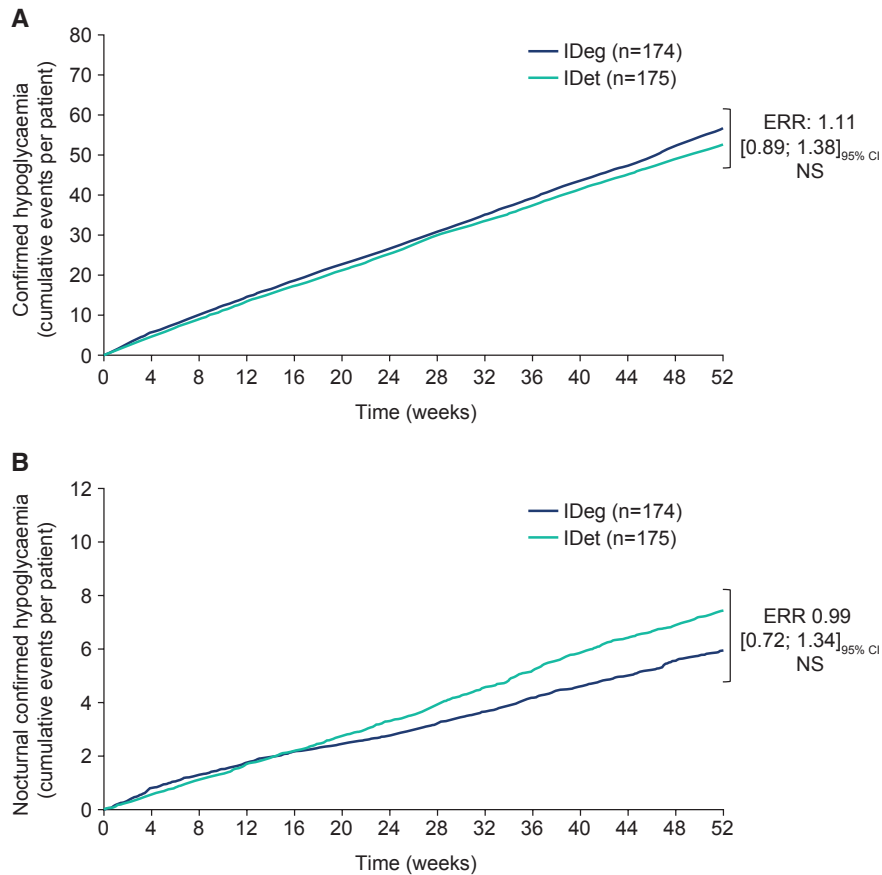 A
Confirmed hypoglycaemia
(cumulative events per patient)
80
70
60
50
40
30
20
10
0
IDeg (n=174)
IDet (n=175)
ERR: 1.11
[0.89; 1.38]95% CI
NS
0 4 8 12 16 20 24 28 32 36 40 44 48 52
Time (weeks)
B
Nocturnal confirmed hypoglycaemia
(cumulative events per patient)
12
10
8
6
4
2
0
IDeg (n=174)
IDet (n=175)
ERR 0.99
[0.72; 1.34]95% CI
NS
0 4 8 12 16 20 24 28 32 36 40 44 48 52
Time (weeks)